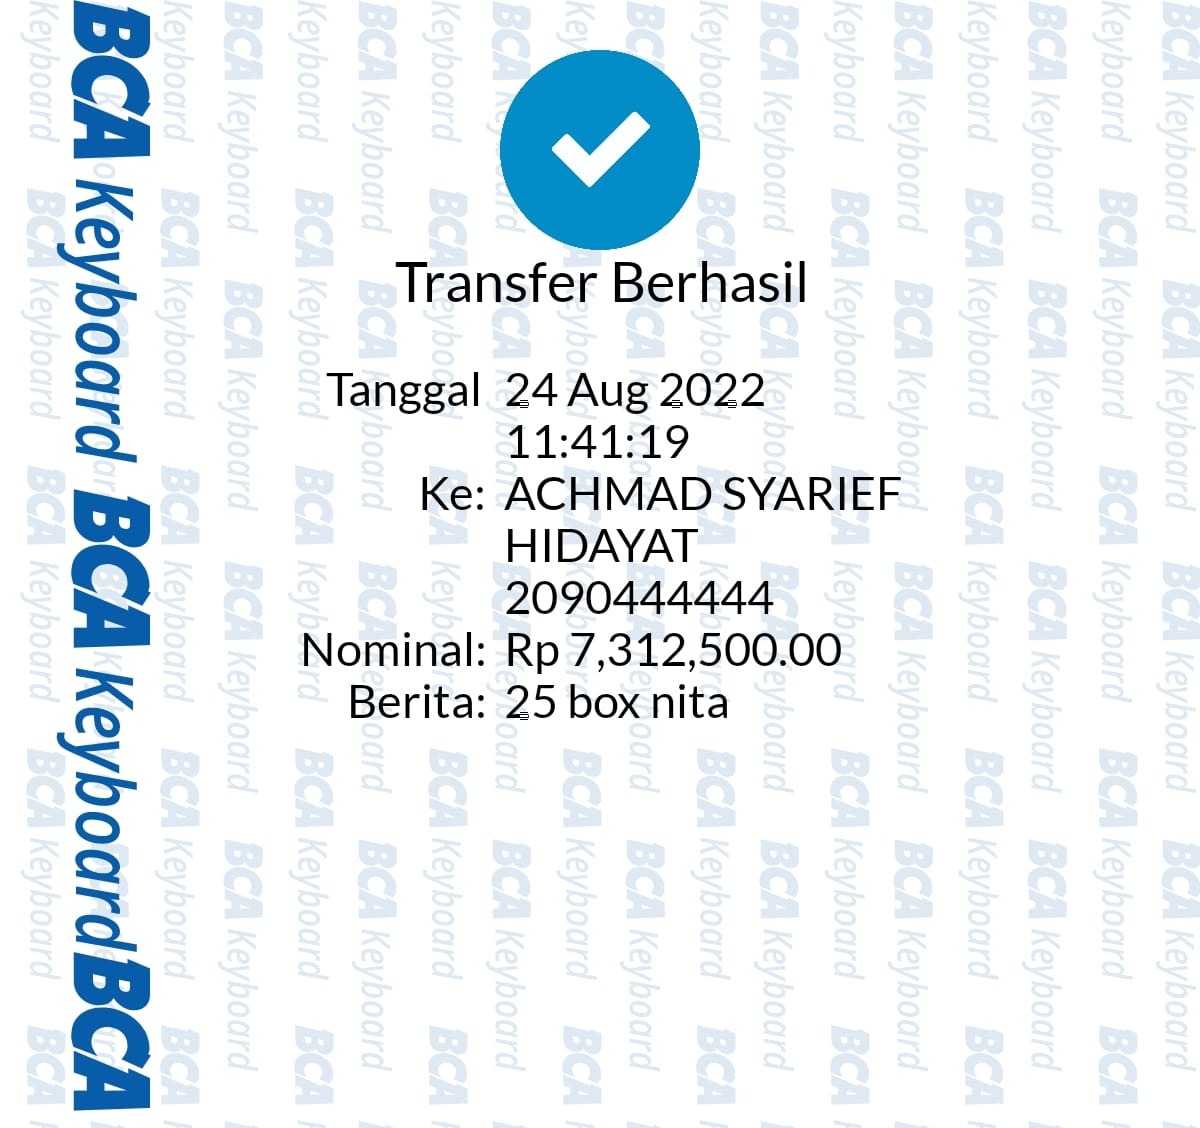 Transfer Berhasil
Tanggal 24 Aug 2022
11:41:19
Ke: ACHMAD SYARIEF
HIDAYAT
2090444444
Nominal: Rp 7,312,500.00
Berita: 25 box nita
BCA Keyboard BCA Keyboard BCA